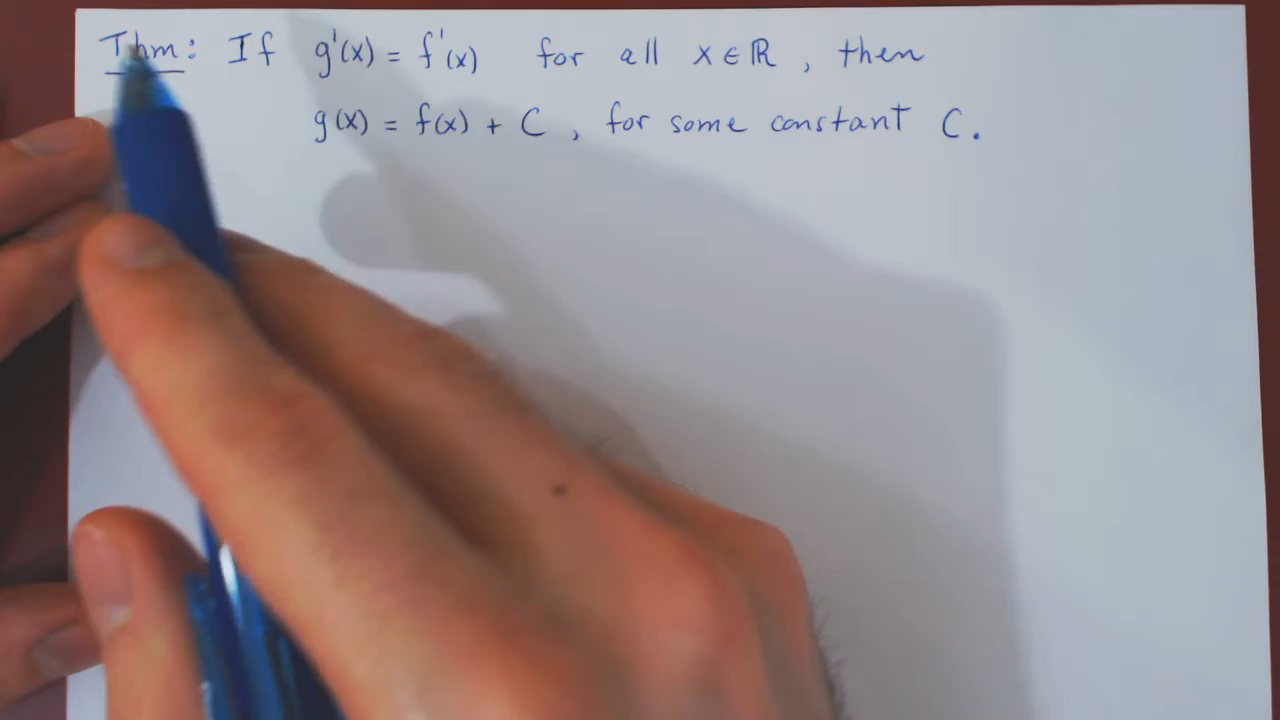 Thm: If g'(x) = f'(x) for all x ∈ ℝ, then
g(x) = f(x) + C, for some constant C.